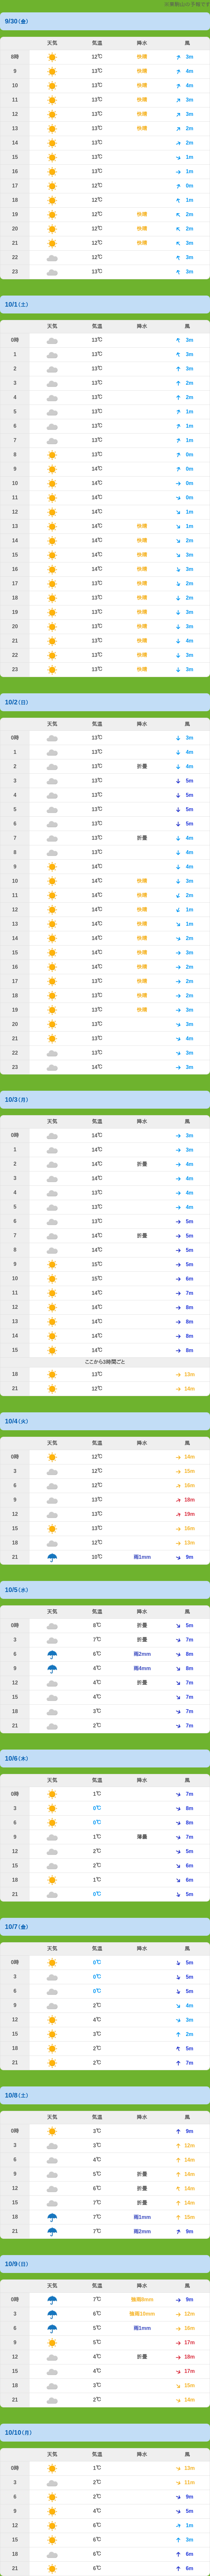 9/30（金）
天気 気温 降水 風
8時 12℃ 快晴 3m
9 13℃ 快晴 4m
10 13℃ 快晴 4m
11 13℃ 快晴 3m
12 13℃ 快晴 3m
13 13℃ 快晴 2m
14 13℃ 2m
15 13℃ 1m
16 13℃ 1m
17 12℃ 0m
18 12℃ 1m
19 12℃ 快晴 2m
20 12℃ 快晴 2m
21 12℃ 快晴 3m
22 12℃ 3m
23 13℃ 3m
10/1（土）
天気 気温 降水 風
0時 13℃ 3m
1 13℃ 3m
2 13℃ 3m
3 13℃ 2m
4 13℃ 2m
5 13℃ 1m
6 13℃ 1m
7 13℃ 1m
8 13℃ 0m
9 14℃ 0m
10 14℃ 0m
11 14℃ 0m
12 14℃ 1m
13 14℃ 快晴 1m
14 14℃ 快晴 2m
15 14℃ 快晴 3m
16 14℃ 快晴 3m
17 13℃ 快晴 2m
18 13℃ 快晴 2m
19 13℃ 快晴 3m
20 13℃ 快晴 3m
21 13℃ 快晴 4m
22 13℃ 快晴 3m
23 13℃ 快晴 3m
10/2（日）
天気 気温 降水 風
0時 13℃ 3m
1 13℃ 4m
2 13℃ 折曇 4m
3 13℃ 5m
4 13℃ 5m
5 13℃ 5m
6 13℃ 5m
7 13℃ 折曇 4m
8 13℃ 4m
9 14℃ 4m
10 14℃ 快晴 3m
11 14℃ 快晴 2m
12 14℃ 快晴 1m
13 14℃ 快晴 1m
14 14℃ 快晴 2m
15 14℃ 快晴 3m
16 14℃ 快晴 2m
17 13℃ 快晴 2m
18 13℃ 快晴 2m
19 13℃ 快晴 3m
20 13℃ 3m
21 13℃ 4m
22 13℃ 3m
23 14℃ 3m
10/3（月）
天気 気温 降水 風
0時 14℃ 3m
1 14℃ 4m
2 14℃ 折曇 4m
3 14℃ 4m
4 13℃ 4m
5 13℃ 4m
6 13℃ 5m
7 14℃ 折曇 5m
8 14℃ 5m
9 15℃ 5m
10 15℃ 6m
11 14℃ 7m
12 14℃ 8m
13 14℃ 8m
14 14℃ 8m
15 14℃ 8m
ここから3時間ごと
18 13℃ 13m
21 12℃ 14m
10/4（火）
天気 気温 降水 風
0時 12℃ 14m
3 12℃ 15m
6 12℃ 16m
9 13℃ 18m
12 13℃ 19m
15 13℃ 16m
18 12℃ 13m
21 10℃ 雨1mm 9m
10/5（水）
天気 気温 降水 風
0時 8℃ 折曇 5m
3 7℃ 折曇 7m
6 6℃ 雨2mm 8m
9 4℃ 雨4mm 8m
12 4℃ 折曇 7m
15 4℃ 7m
18 3℃ 7m
21 2℃ 7m
10/6（木）
天気 気温 降水 風
0時 1℃ 7m
3 0℃ 8m
6 0℃ 8m
9 1℃ 薄曇 7m
12 2℃ 5m
15 2℃ 6m
18 1℃ 6m
21 0℃ 5m
10/7（金）
天気 気温 降水 風
0時 0℃ 5m
3 0℃ 5m
6 0℃ 5m
9 2℃ 4m
12 4℃ 3m
15 3℃ 2m
18 2℃ 5m
21 2℃ 7m
10/8（土）
天気 気温 降水 風
0時 3℃ 9m
3 3℃ 12m
6 4℃ 14m
9 5℃ 折曇 14m
12 6℃ 折曇 14m
15 7℃ 折曇 14m
18 7℃ 雨1mm 15m
21 7℃ 雨2mm 9m
10/9（日）
天気 気温 降水 風
0時 7℃ 強雨8mm 9m
3 6℃ 強雨10mm 12m
6 5℃ 雨1mm 16m
9 5℃ 17m
12 4℃ 折曇 18m
15 4℃ 17m
18 3℃ 15m
21 2℃ 14m
10/10（月）
天気 気温 降水 風
0時 1℃ 13m
3 2℃ 11m
6 2℃ 9m
9 4℃ 5m
12 6℃ 1m
15 6℃ 3m
18 6℃ 6m
21 6℃ 6m